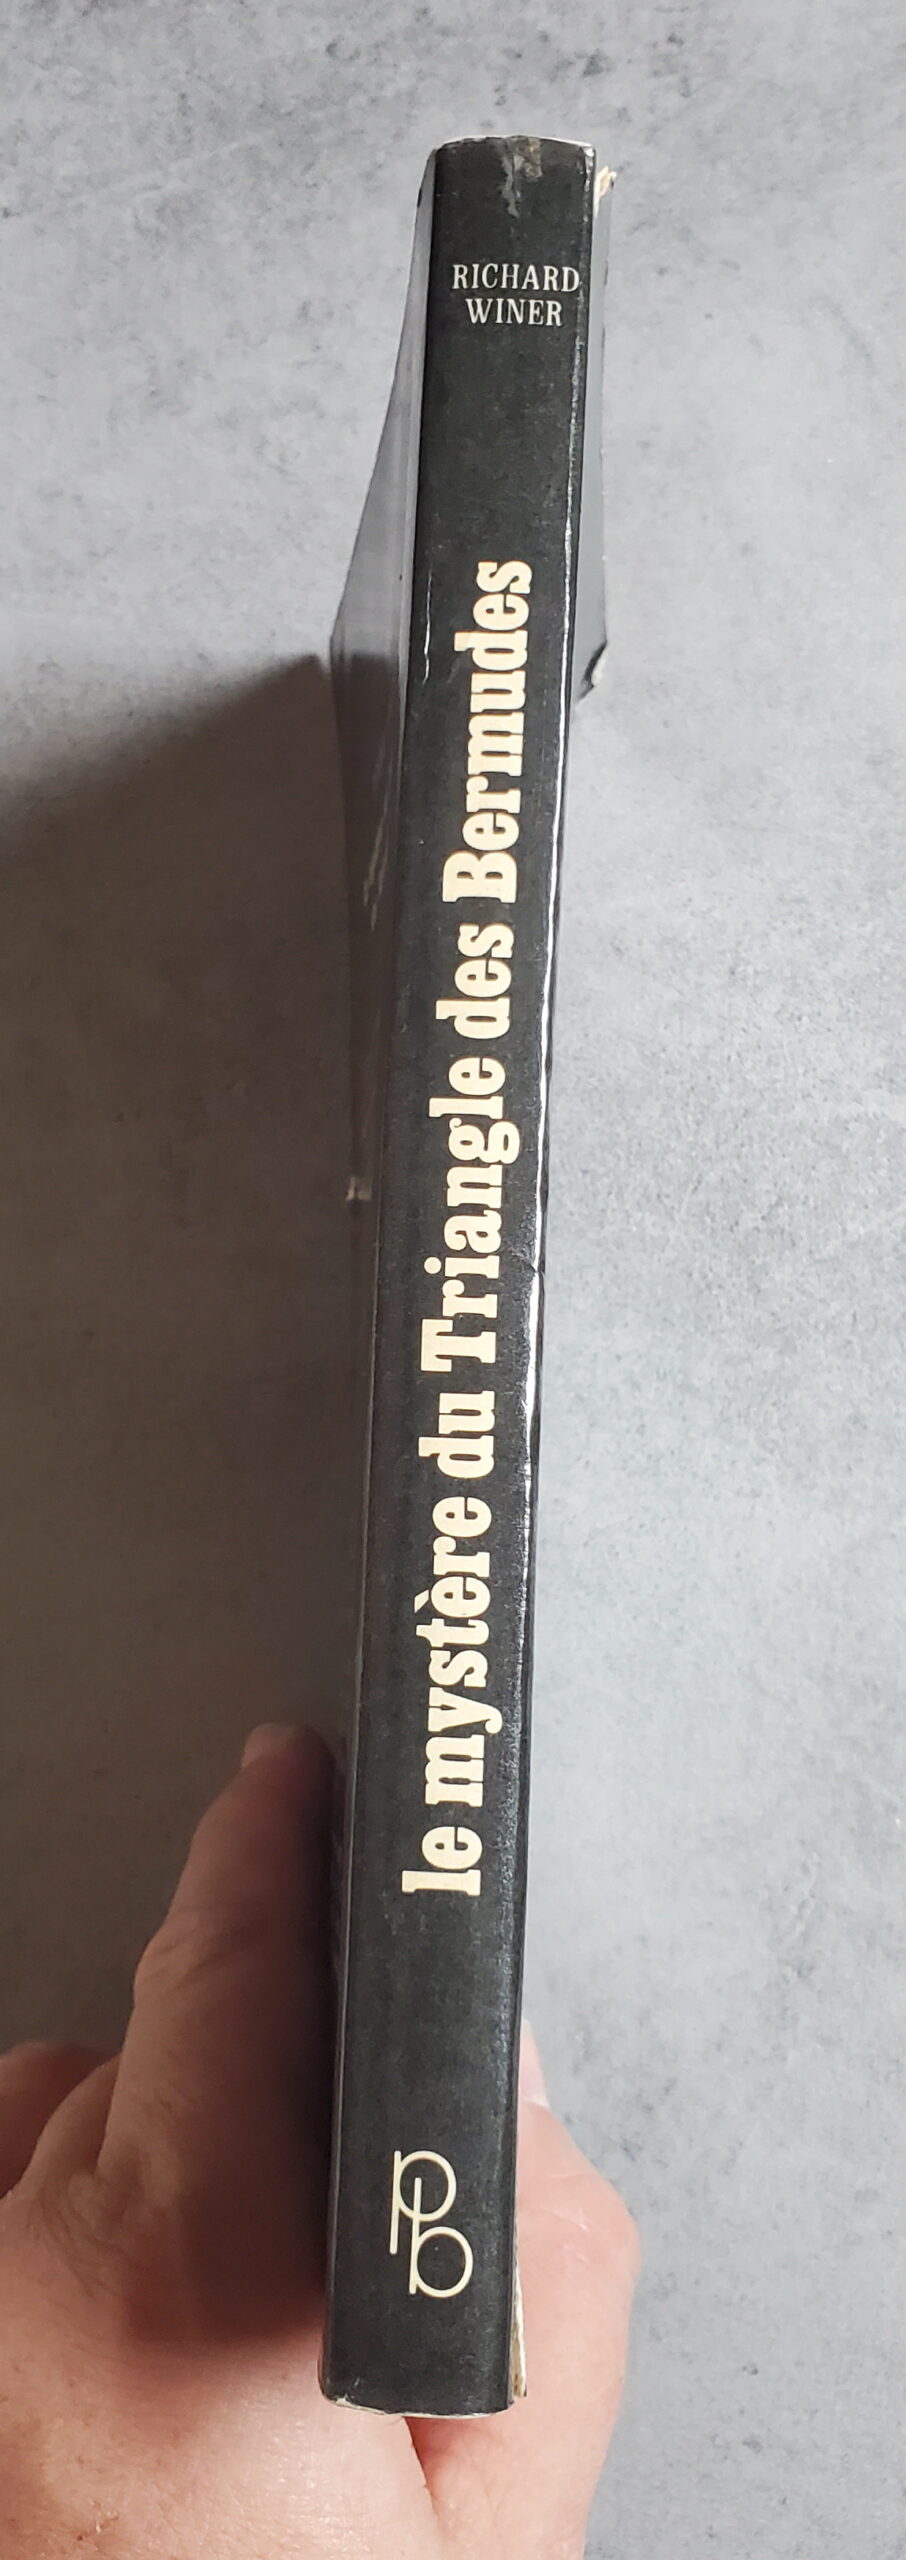 RICHARD
WINER
le mystère du Triangle des Bermudes